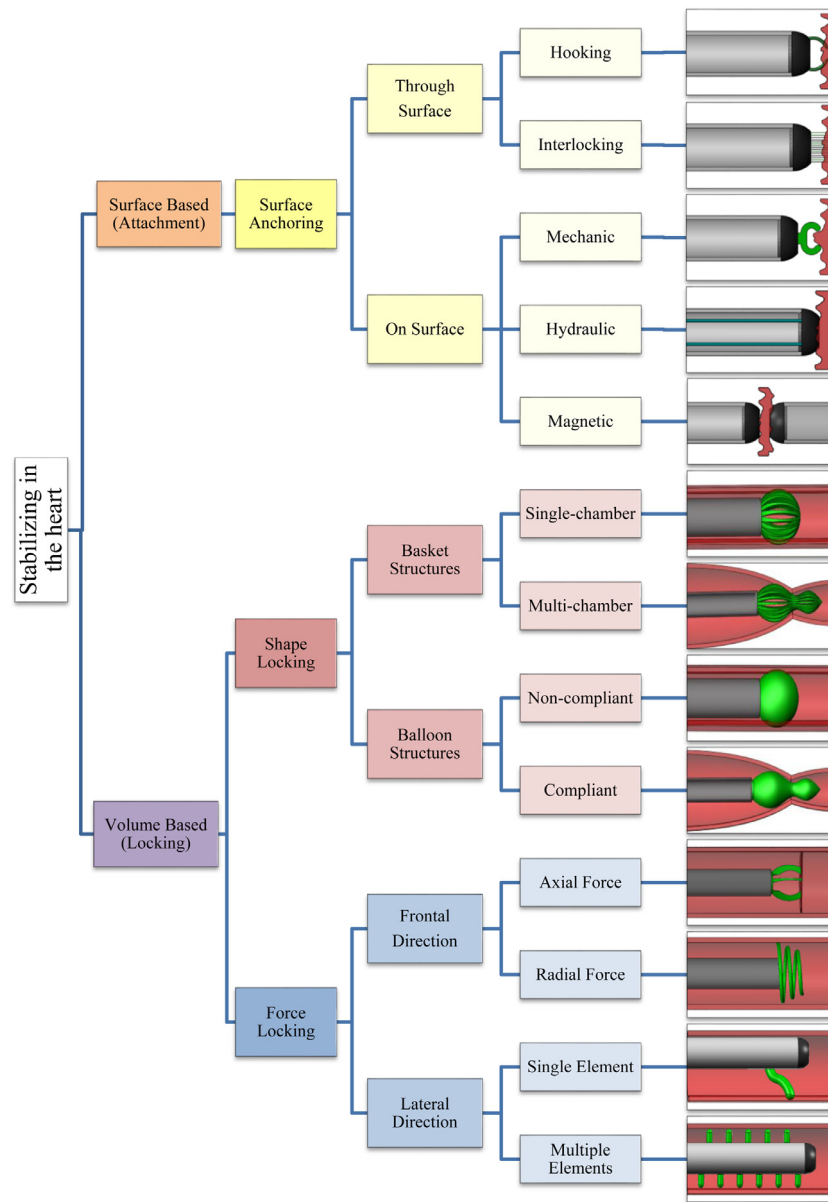 Stabilizing in
the heart
Surface Based
(Attachment)
Surface
Anchoring
Through
Surface
Hooking
Interlocking
On Surface
Mechanic
Hydraulic
Magnetic
Volume Based
(Locking)
Shape
Locking
Basket
Structures
Single-chamber
Multi-chamber
Balloon
Structures
Non-compliant
Compliant
Force
Locking
Frontal
Direction
Axial Force
Radial Force
Lateral
Direction
Single Element
Multiple
Elements